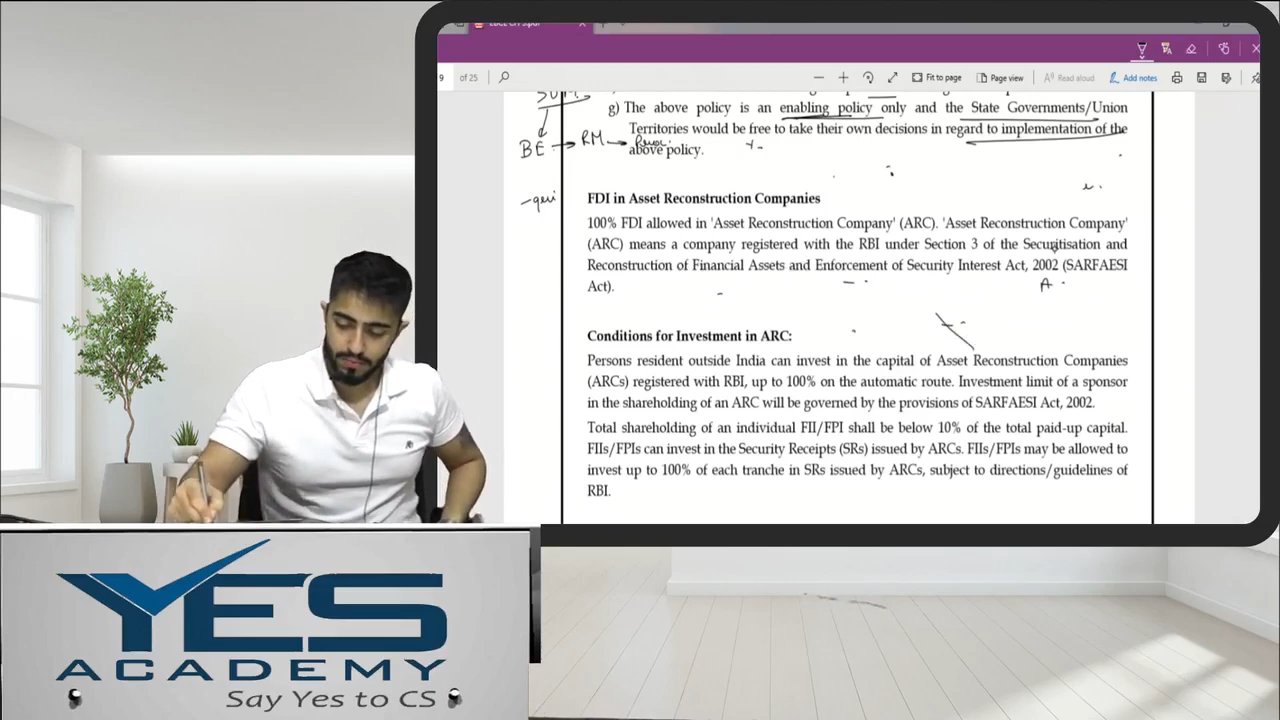 9 of 25
Fit to page
Page view
Read aloud
Add notes
g) The above policy is an enabling policy only and the State Governments/Union
Territories would be free to take their own decisions in regard to implementation of the
above policy.
BE → RM →
FDI in Asset Reconstruction Companies
100% FDI allowed in 'Asset Reconstruction Company' (ARC). 'Asset Reconstruction Company'
(ARC) means a company registered with the RBI under Section 3 of the Securitisation and
Reconstruction of Financial Assets and Enforcement of Security Interest Act, 2002 (SARFAESI
Act).
A
Conditions for Investment in ARC:
Persons resident outside India can invest in the capital of Asset Reconstruction Companies
(ARCs) registered with RBI, up to 100% on the automatic route. Investment limit of a sponsor
in the shareholding of an ARC will be governed by the provisions of SARFAESI Act, 2002.
Total shareholding of an individual FII/FPI shall be below 10% of the total paid-up capital.
FIIs/FPIs can invest in the Security Receipts (SRs) issued by ARCs. FIIs/FPIs may be allowed to
invest up to 100% of each tranche in SRs issued by ARCs, subject to directions/guidelines of
RBI.
YES
ACADEMY
Say Yes to CS